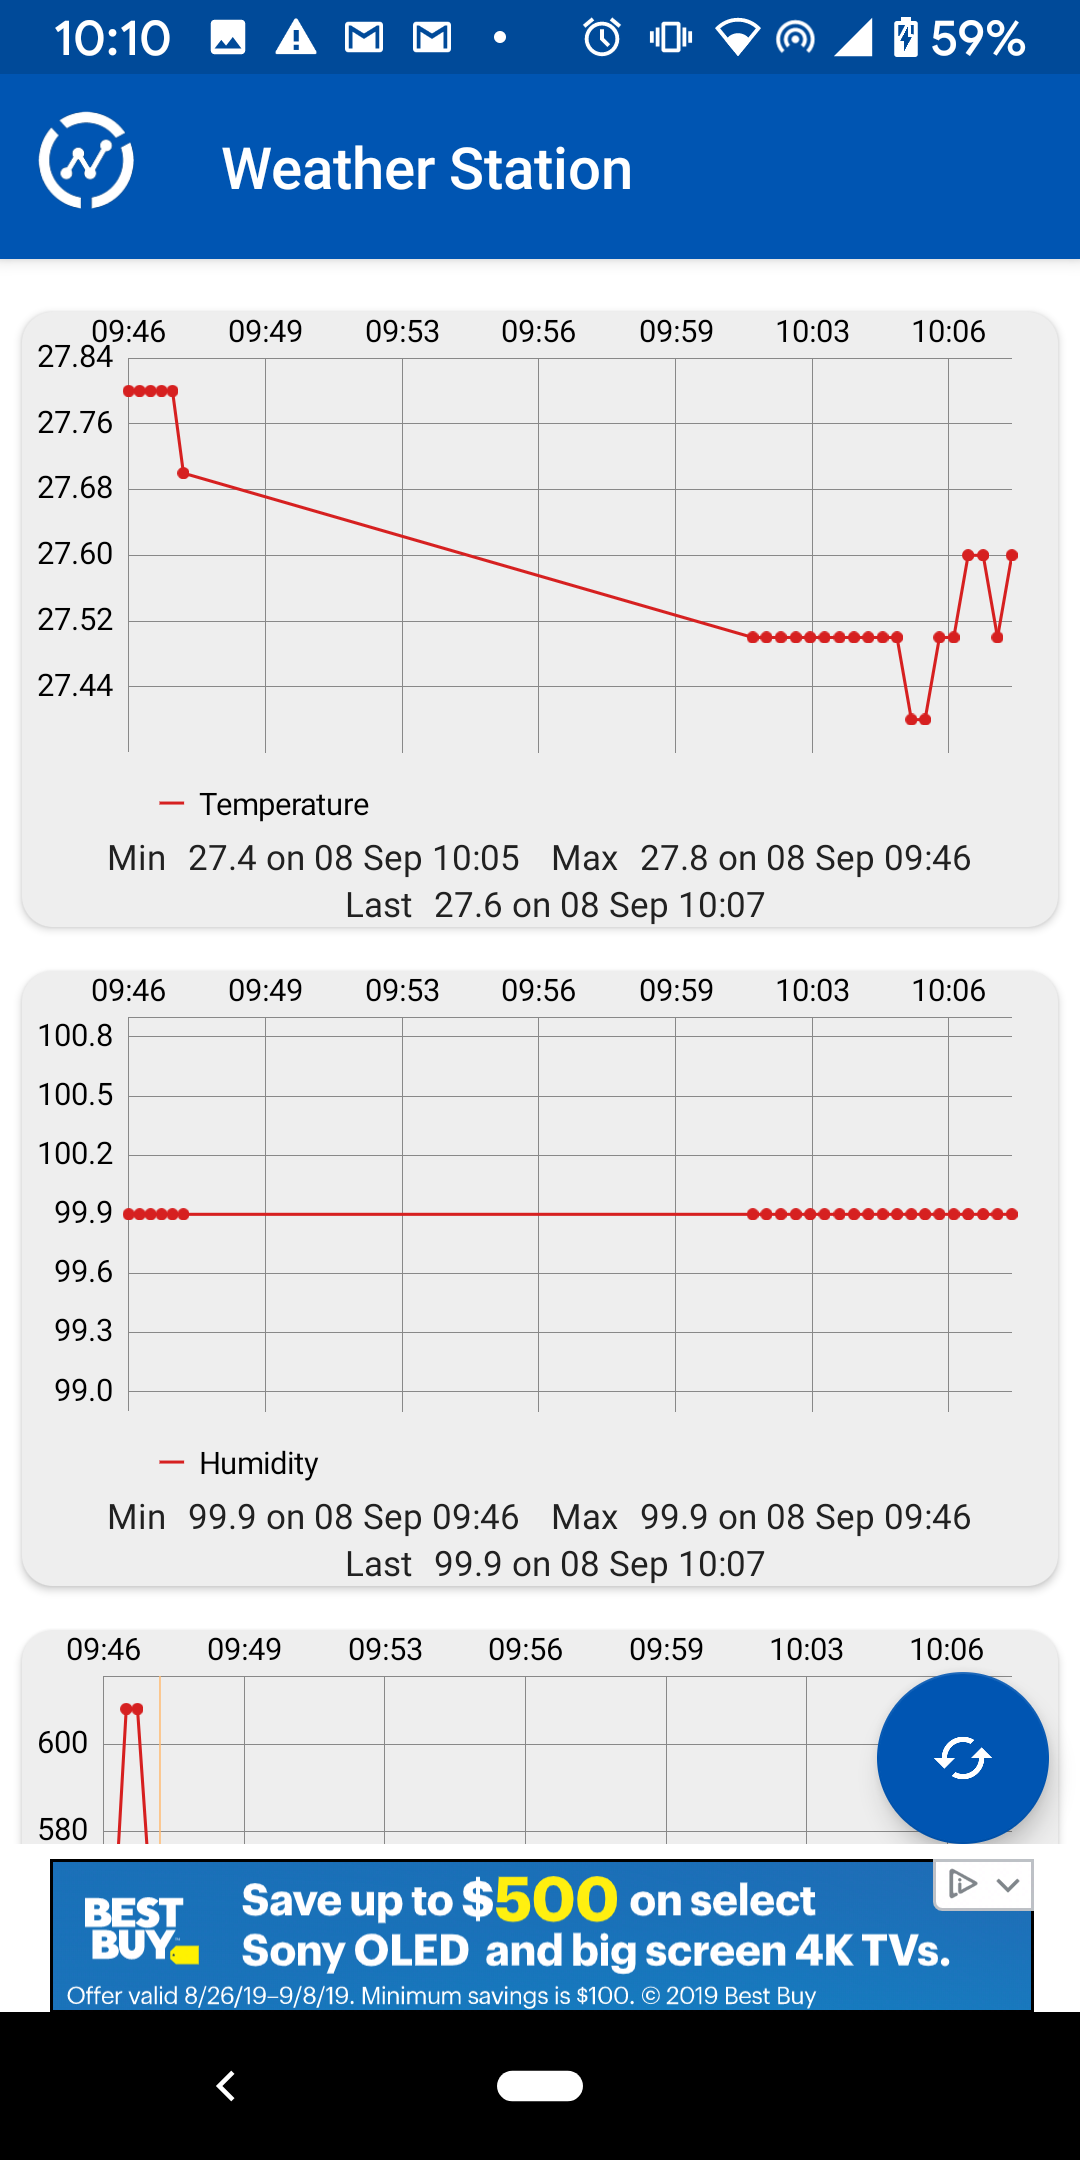 10:10 59%
Weather Station
09:46 09:49 09:53 09:56 09:59 10:03 10:06
27.84
27.76
27.68
27.60
27.52
27.44
Temperature
Min 27.4 on 08 Sep 10:05 Max 27.8 on 08 Sep 09:46
Last 27.6 on 08 Sep 10:07
09:46 09:49 09:53 09:56 09:59 10:03 10:06
100.8
100.5
100.2
99.9
99.6
99.3
99.0
Humidity
Min 99.9 on 08 Sep 09:46 Max 99.9 on 08 Sep 09:46
Last 99.9 on 08 Sep 10:07
09:46 09:49 09:53 09:56 09:59 10:03 10:06
600
580
BEST
BUY
Save up to $500 on select
Sony OLED and big screen 4K TVs.
Offer valid 8/26/19–9/8/19. Minimum savings is $100. © 2019 Best Buy